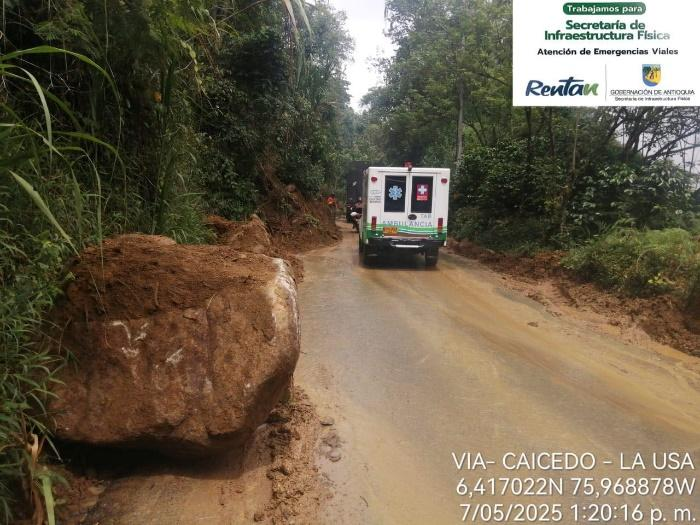 Trabajamos para
Secretaría de
Infraestructura Física
Atención de Emergencias Viales
Rentan
GOBERNACIÓN DE ANTIOQUIA
Secretaría de Infraestructura Física
TAB
AMBULANCIA
VIA- CAICEDO – LA USA
6,417022N 75,968878W
7/05/2025 1:20:16 p. m.